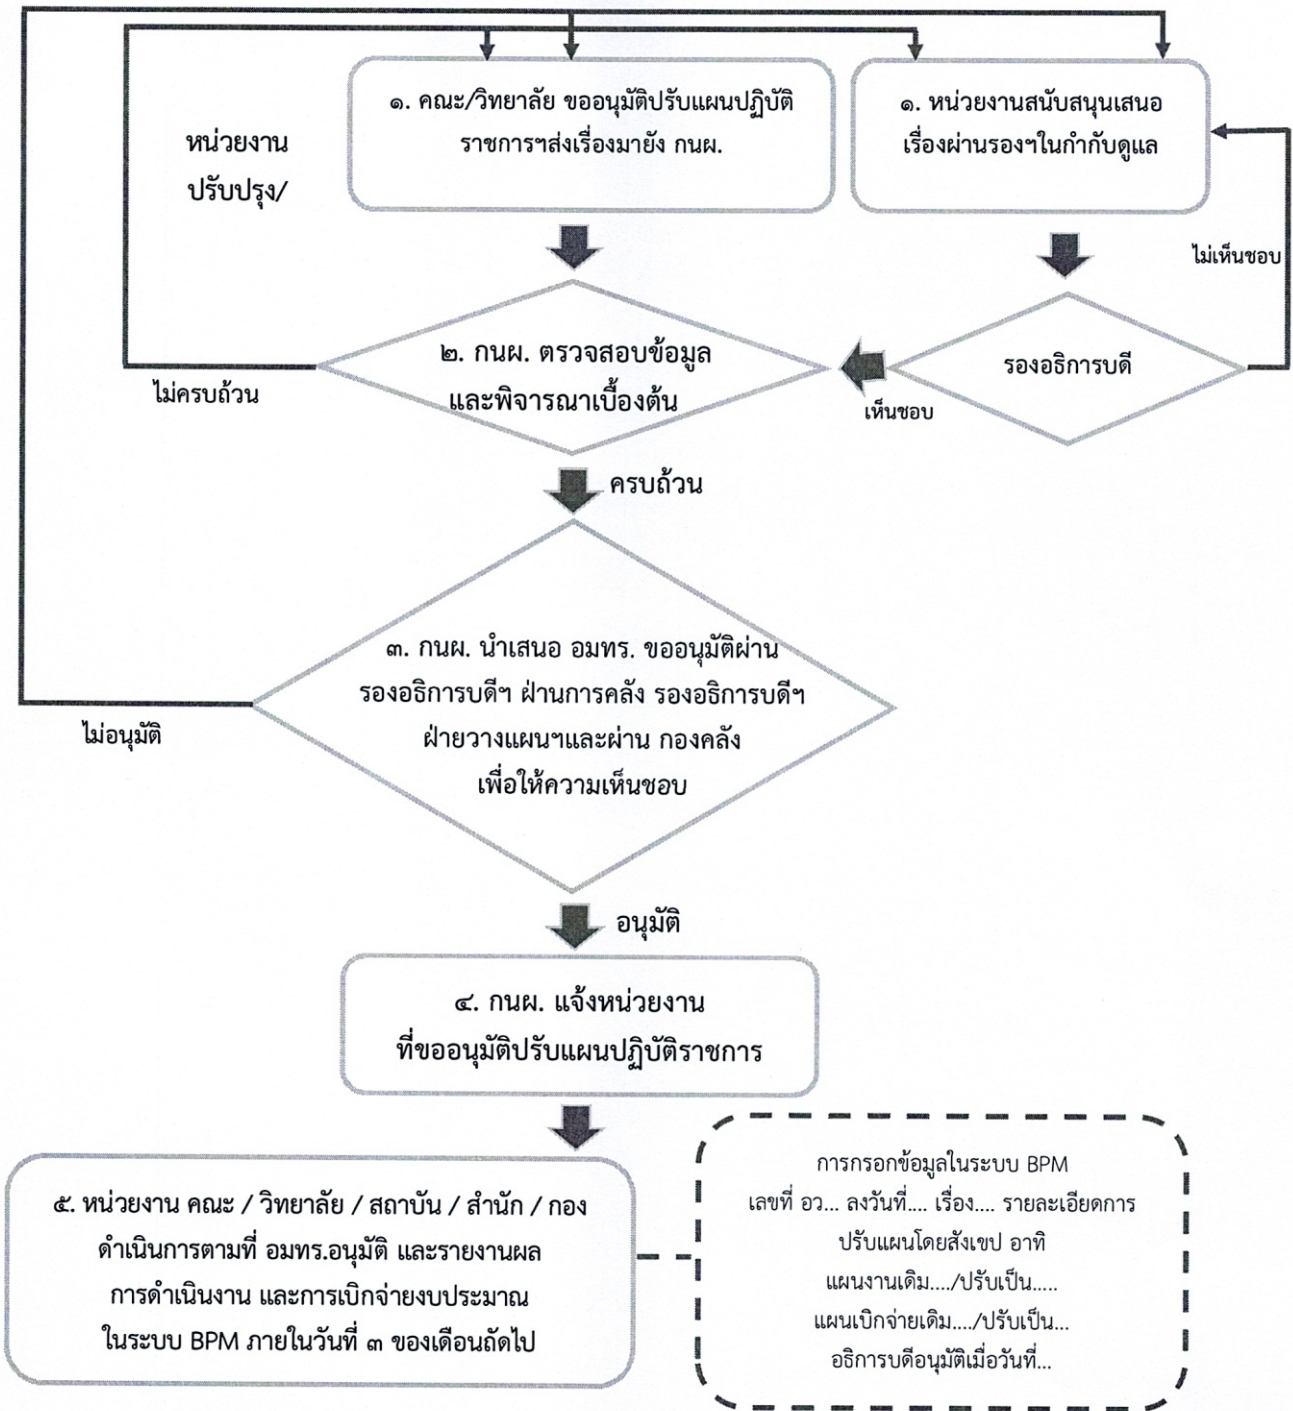 ๑. คณะ/วิทยาลัย ขออนุมัติปรับแผนปฏิบัติ
ราชการฯส่งเรื่องมายัง กนผ.
๑. หน่วยงานสนับสนุนเสนอ
เรื่องผ่านรองฯในกำกับดูแล
หน่วยงาน
ปรับปรุง/
ไม่เห็นชอบ
๒. กนผ. ตรวจสอบข้อมูล
และพิจารณาเบื้องต้น
รองอธิการบดี
ไม่ครบถ้วน
เห็นชอบ
ครบถ้วน
๓. กนผ. นำเสนอ อมทร. ขออนุมัติผ่าน
รองอธิการบดีฯ ฝ่ายการคลัง รองอธิการบดีฯ
ฝ่ายวางแผนฯและผ่าน กองคลัง
เพื่อให้ความเห็นชอบ
ไม่อนุมัติ
อนุมัติ
๔. กนผ. แจ้งหน่วยงาน
ที่ขออนุมัติปรับแผนปฏิบัติราชการ
๕. หน่วยงาน คณะ / วิทยาลัย / สถาบัน / สำนัก / กอง
ดำเนินการตามที่ อมทร.อนุมัติ และรายงานผล
การดำเนินงาน และการเบิกจ่ายงบประมาณ
ในระบบ BPM ภายในวันที่ ๓ ของเดือนถัดไป
การกรอกข้อมูลในระบบ BPM
เลขที่ อว... ลงวันที่.... เรื่อง.... รายละเอียดการ
ปรับแผนโดยสังเขป อาทิ
แผนงานเดิม..../ปรับเป็น.....
แผนเบิกจ่ายเดิม..../ปรับเป็น...
อธิการบดีอนุมัติเมื่อวันที่...